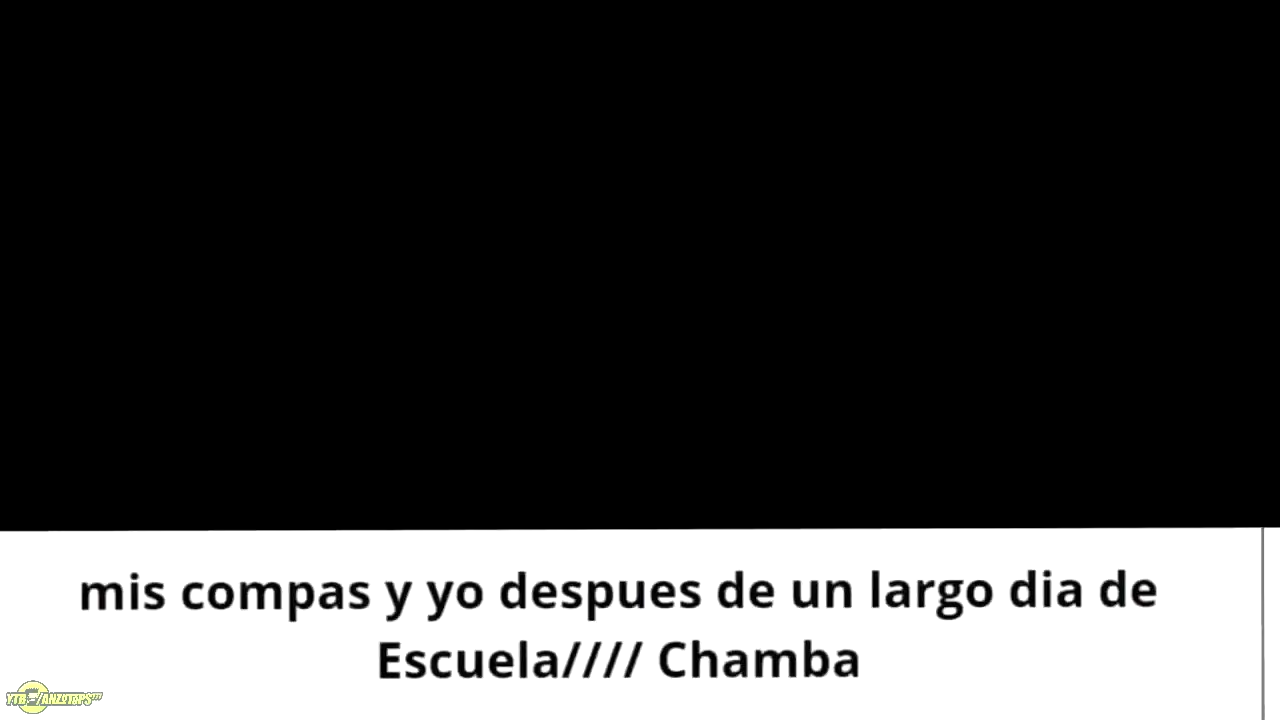 mis compas y yo despues de un largo dia de
Escuela//// Chamba